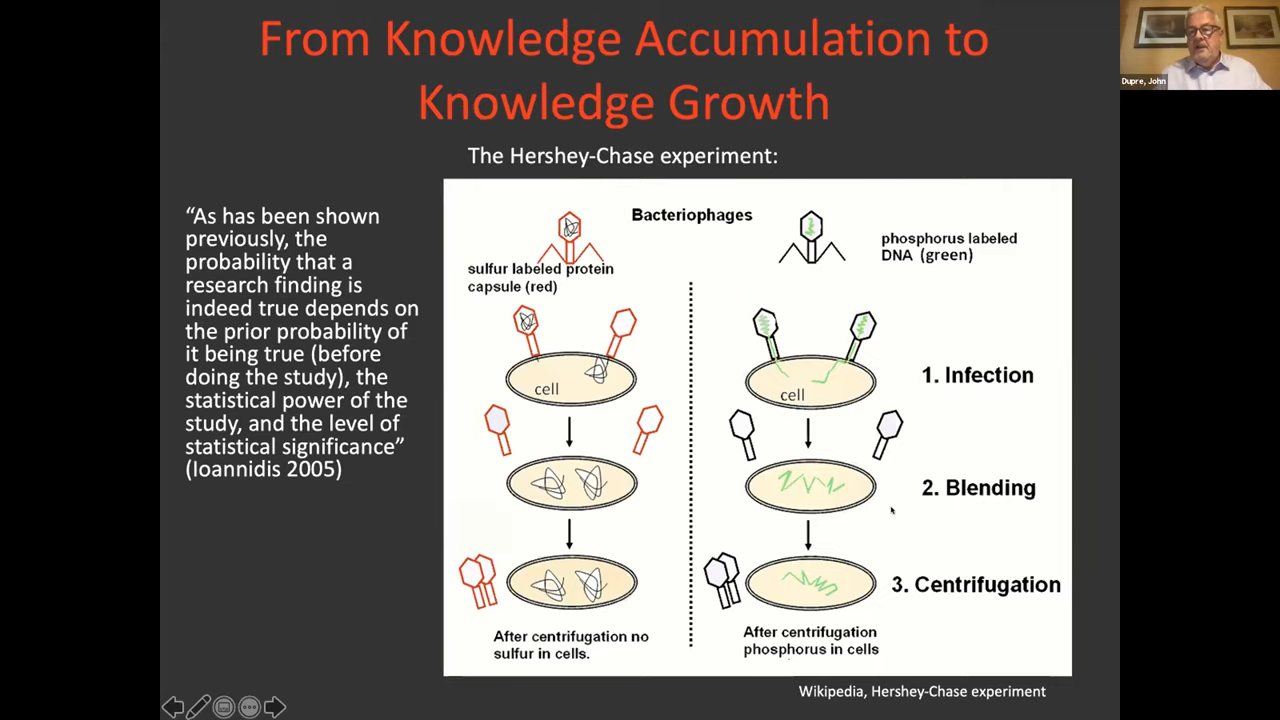 From Knowledge Accumulation to
Knowledge Growth
Dupre, John
The Hershey-Chase experiment:
“As has been shown
previously, the
probability that a
research finding is
indeed true depends on
the prior probability of
it being true (before
doing the study), the
statistical power of the
study, and the level of
statistical significance”
(Ioannidis 2005)
Bacteriophages
sulfur labeled protein
capsule (red)
phosphorus labeled
DNA (green)
cell
cell
1. Infection
2. Blending
3. Centrifugation
After centrifugation no
sulfur in cells.
After centrifugation
phosphorus in cells
Wikipedia, Hershey-Chase experiment